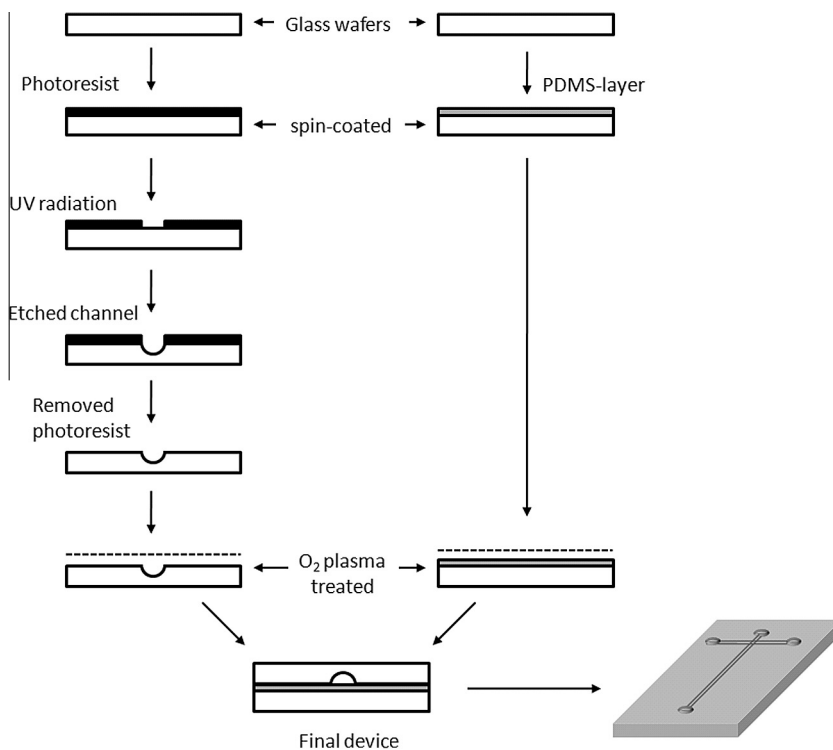 Glass wafers
Photoresist
PDMS-layer
spin-coated
UV radiation
Etched channel
Removed
photoresist
O₂ plasma
treated
Final device